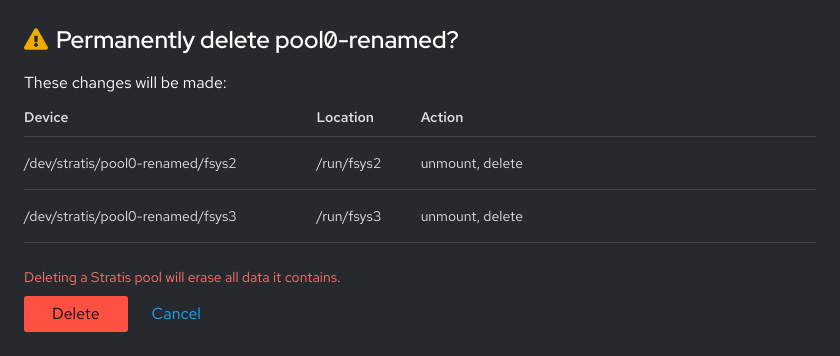 Permanently delete pool0-renamed?
These changes will be made:
Device Location Action
/dev/stratis/pool0-renamed/fsys2 /run/fsys2 unmount, delete
/dev/stratis/pool0-renamed/fsys3 /run/fsys3 unmount, delete
Deleting a Stratis pool will erase all data it contains.
Delete Cancel